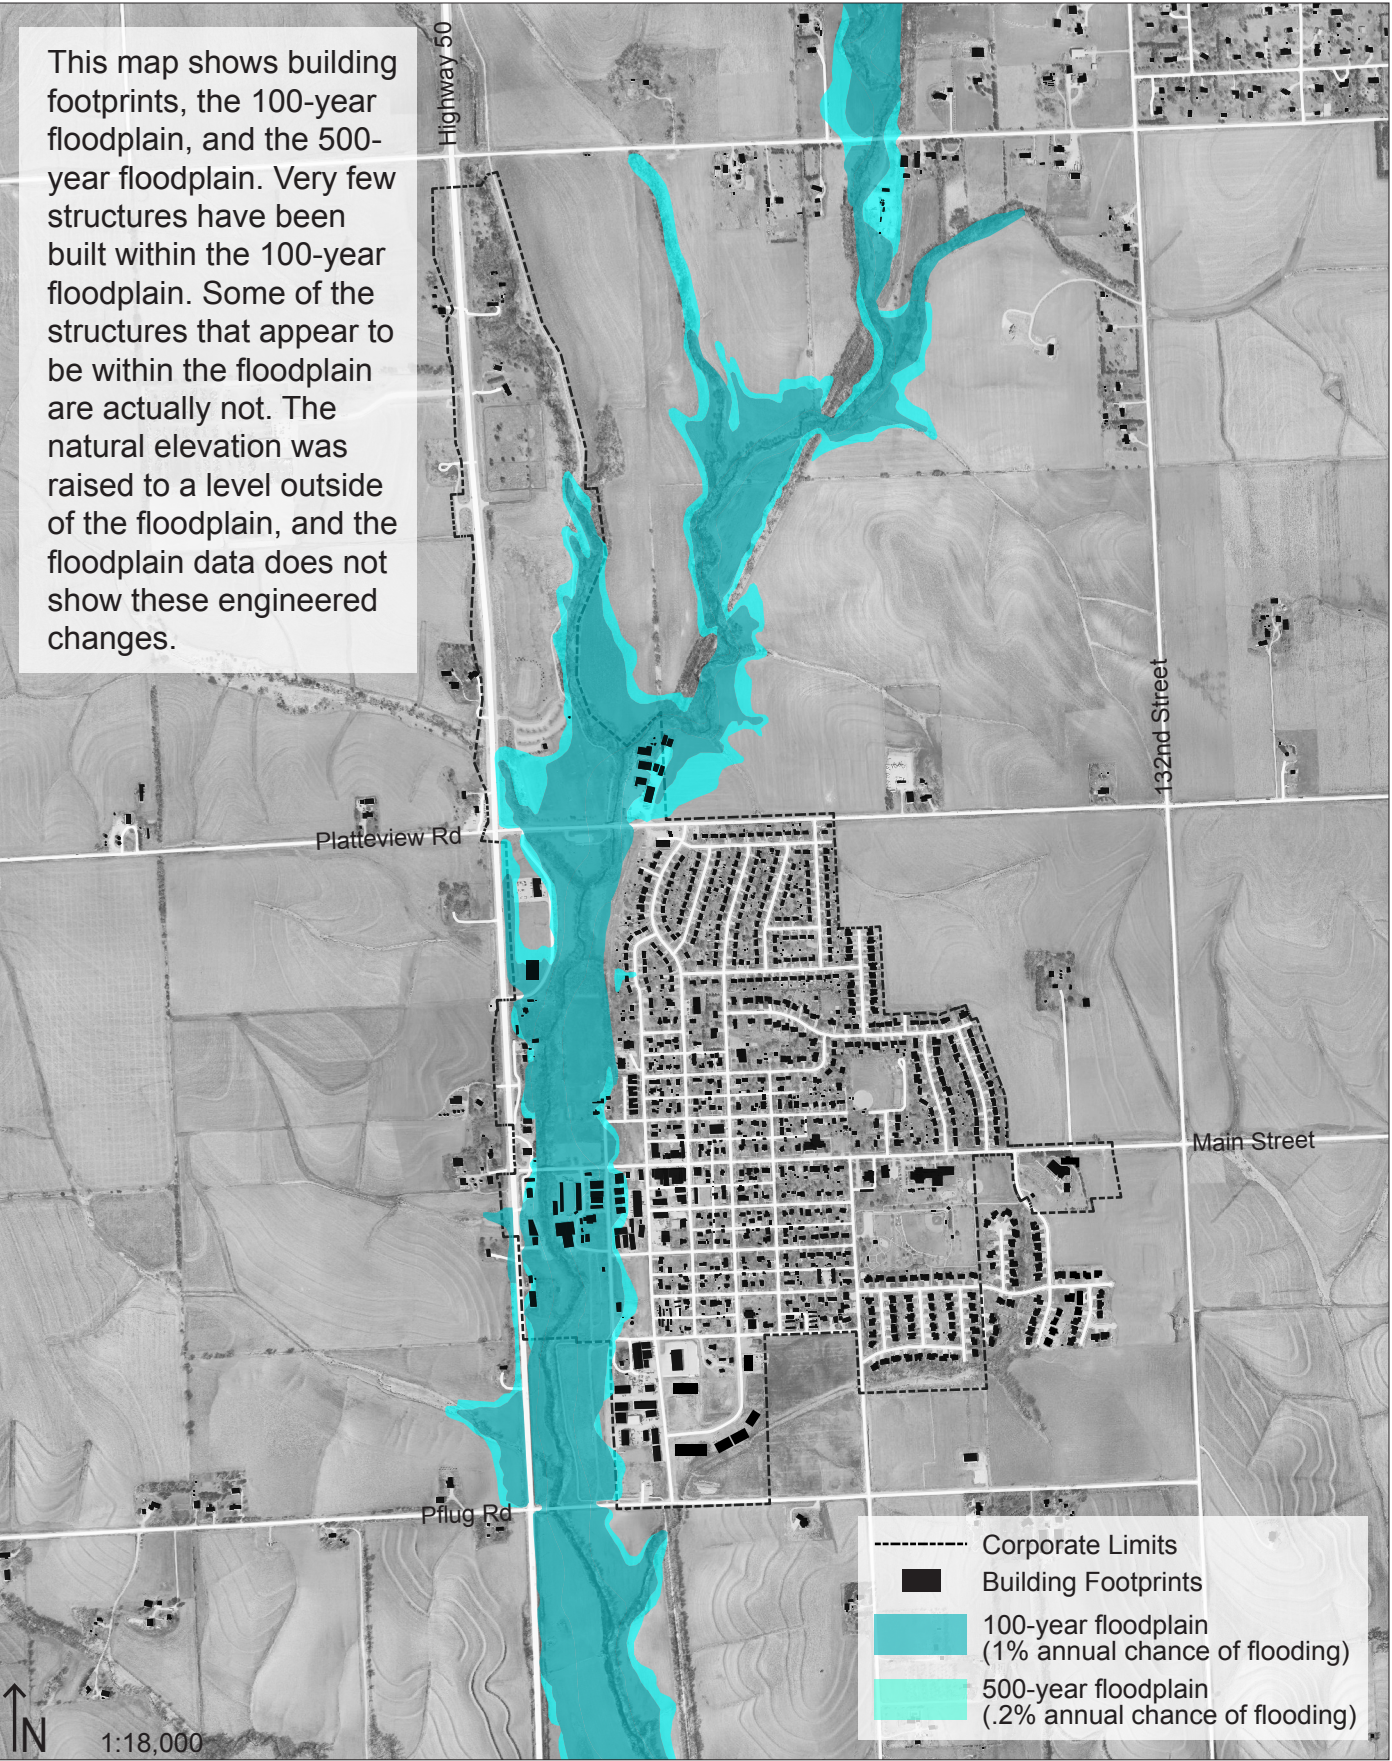 This map shows building
footprints, the 100-year
floodplain, and the 500-
year floodplain. Very few
structures have been
built within the 100-year
floodplain. Some of the
structures that appear to
be within the floodplain
are actually not. The
natural elevation was
raised to a level outside
of the floodplain, and the
floodplain data does not
show these engineered
changes.
Highway 50
132nd Street
Platteview Rd
Main Street
Pflug Rd
Corporate Limits
Building Footprints
100-year floodplain
(1% annual chance of flooding)
500-year floodplain
(.2% annual chance of flooding)
N
1:18,000